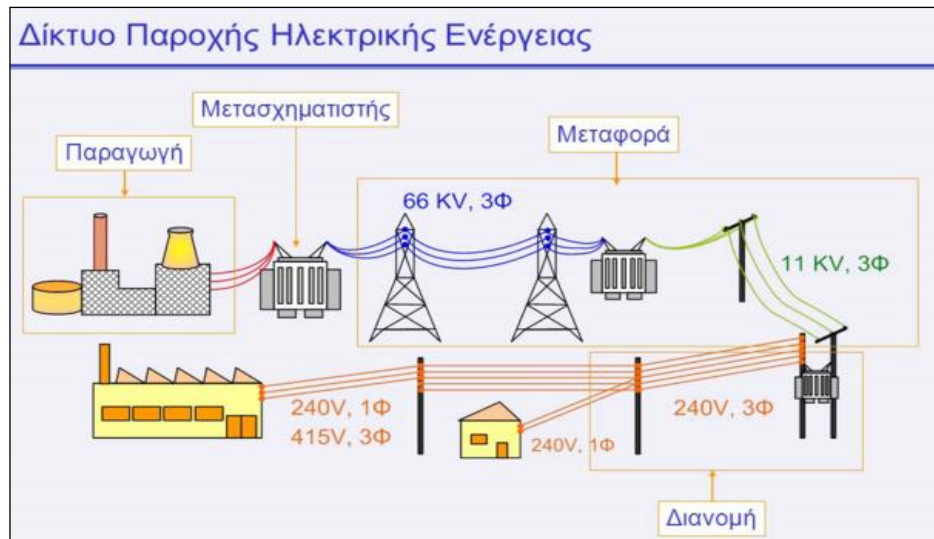 Δίκτυο Παροχής Ηλεκτρικής Ενέργειας
Μετασχηματιστής
Μεταφορά
Παραγωγή
66 KV, 3Φ
11 KV, 3Φ
240V, 1Φ
415V, 3Φ
240V, 1Φ
240V, 3Φ
Διανομή